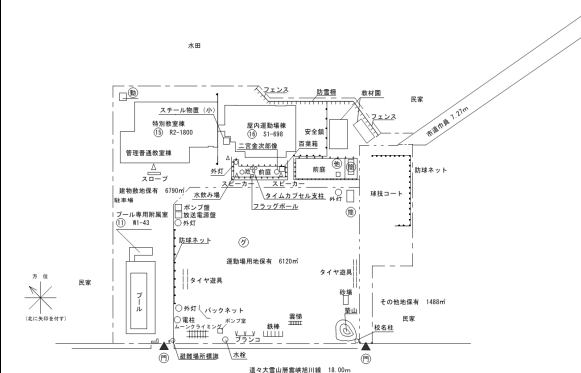 水田
フェンス
防雪柵
教材園
民家
動
スチール物置（小）
フェンス
市道巾員 7.27m
特別教室棟
⑮ R2-1800
屋内運動場棟
⑯ S1-698
安全鏡
管理普通教室棟
二宮金次郎像
百葉箱
防球ネット
スロープ
外灯
前庭
他
前庭
スピーカー
スピーカー
球技コート
建物敷地保有 6790㎡
水飲み場
タイムカプセル支柱
外灯
駐車場
フラッグポール
ポンプ盤
放送電源盤
外灯
プール専用附属室
⑪ W1-43
防球ネット
グ
運動場用地保有 6120㎡
方 位
(北に矢印を付す)
民家
プール
タイヤ遊具
タイヤ遊具
砂場
その他地保有 1488㎡
外灯
バックネット
築山
民家
電柱
ポンプ室
雲梯
ムーンクライミング
鉄棒
校名柱
ブランコ
門
避難場所標識
水栓
門
道々大雪山層雲峡旭川線 18.00m